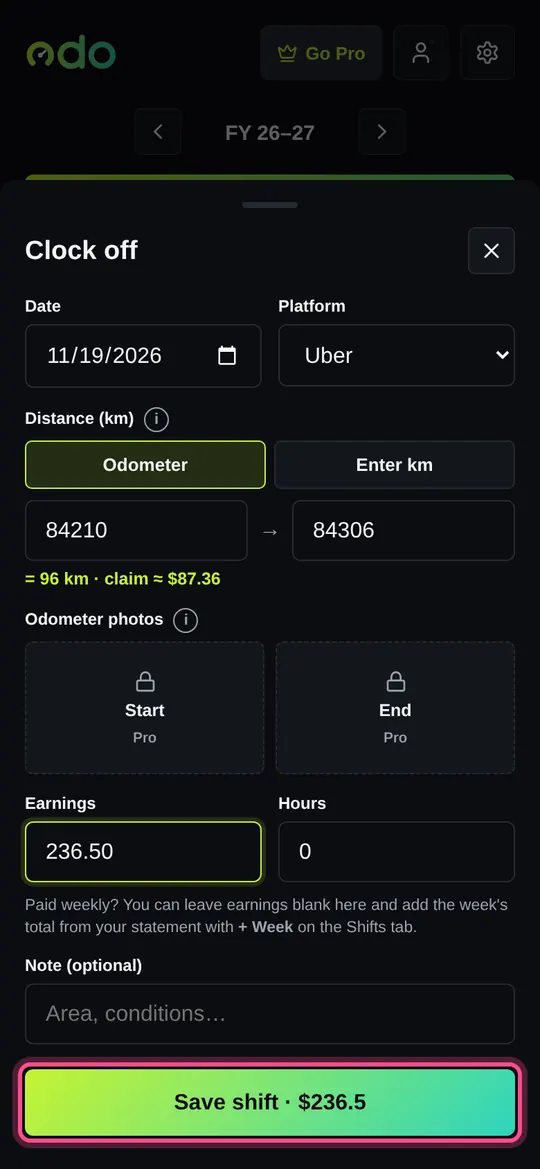 odo
Go Pro
FY 26–27
Clock off
Date Platform
11/19/2026 Uber
Distance (km) i
Odometer Enter km
84210 → 84306
= 96 km · claim ≈ $87.36
Odometer photos i
Start End
Pro Pro
Earnings Hours
236.50 0
Paid weekly? You can leave earnings blank here and add the week's
total from your statement with + Week on the Shifts tab.
Note (optional)
Area, conditions…
Save shift · $236.5